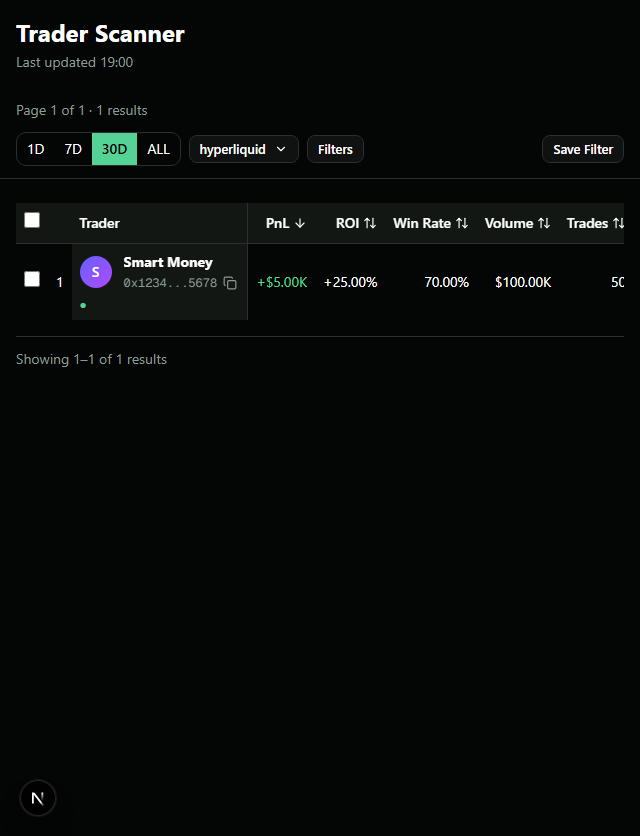 Trader Scanner
Last updated 19:00
Page 1 of 1 · 1 results
1D 7D 30D ALL hyperliquid Filters Save Filter
Trader PnL ↓ ROI ↑↓ Win Rate ↑↓ Volume ↑↓ Trades ↑↓
S Smart Money
1 0x1234...5678 +$5.00K +25.00% 70.00% $100.00K 50
Showing 1–1 of 1 results
N